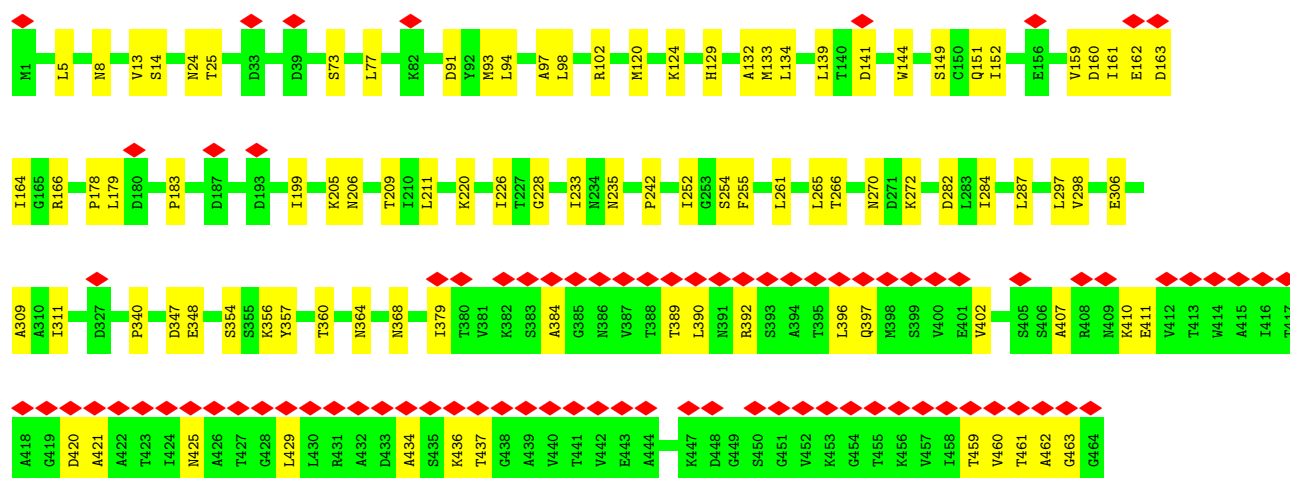 M1 L5 N8 V13 S14 N24 T25 D33 D39 S73 L77 K82 D91 Y92 M93 L94 A97 L98 R102 M120 K124 H129 A132 M133 L134 L139 T140 D141 W144 S149 C150 Q151 I152 E156 V159 D160 I161 E162 D163
I164 G165 R166 P178 L179 D180 P183 D187 D193 I199 K205 N206 T209 I210 L211 K220 I226 T227 G228 I233 N234 N235 P242 I252 G253 S254 F255 L261 L265 T266 N270 D271 K272 D282 L283 I284 L287 L297 V298 E306
A309 A310 I311 D327 P340 D347 E348 S354 S355 K356 Y357 T360 N364 N368 I379 T380 V381 K382 S383 A384 G385 N386 V387 T388 T389 L390 N391 R392 S393 A394 T395 L396 Q397 M398 S399 V400 E401 V402 S405 S406 A407 R408 N409 K410 E411 V412 T413 W414 A415 I416 T417
A418 G419 D420 A421 A422 T423 I424 N425 A426 T427 G428 L429 L430 R431 A432 D433 A434 S435 K436 T437 G438 A439 V440 T441 V442 E443 A444 K447 D448 G449 S450 G451 V452 K453 G454 T455 K456 V457 I458 T459 V460 T461 A462 G463 G464